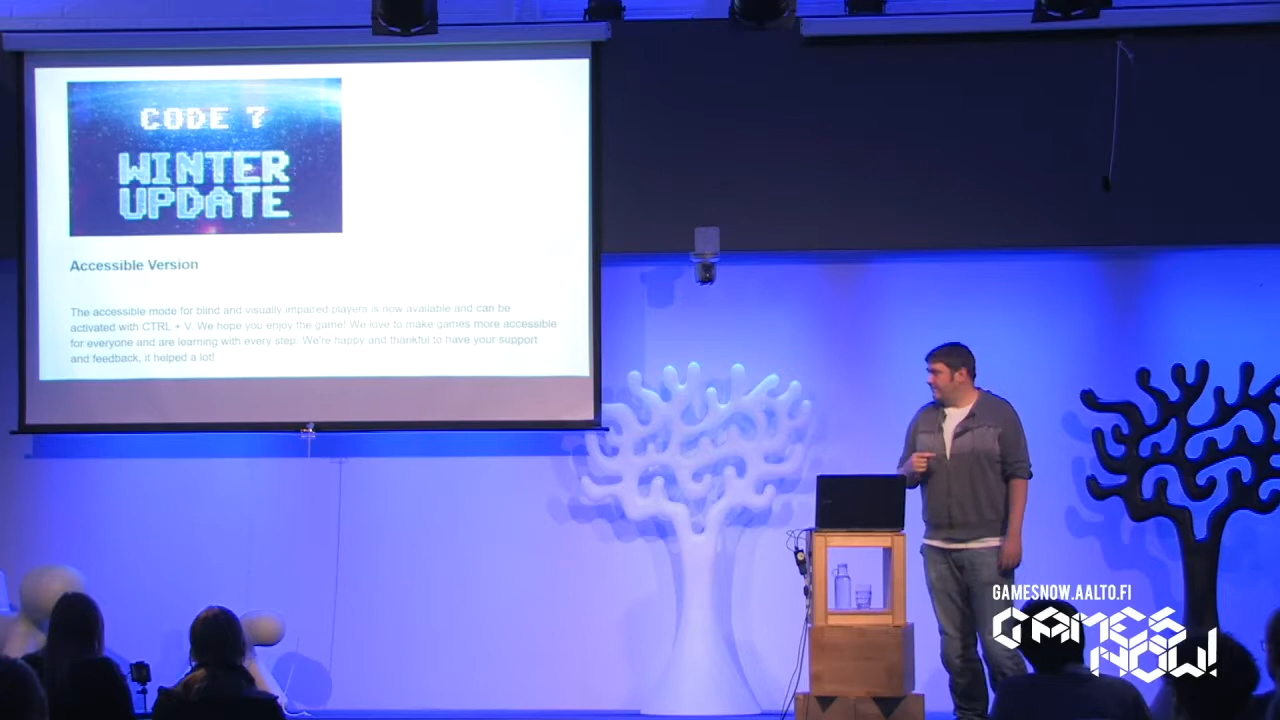 CODE 7
WINTER
UPDATE
Accessible Version
The accessible mode for blind and visually impaired players is now available and can be
activated with CTRL + V. We hope you enjoy the game! We love to make games more accessible
for everyone and are learning with every step. We're happy and thankful to have your support
and feedback, it helped a lot!
GAMESNOW.AALTO.FI
GAMES
NOW!